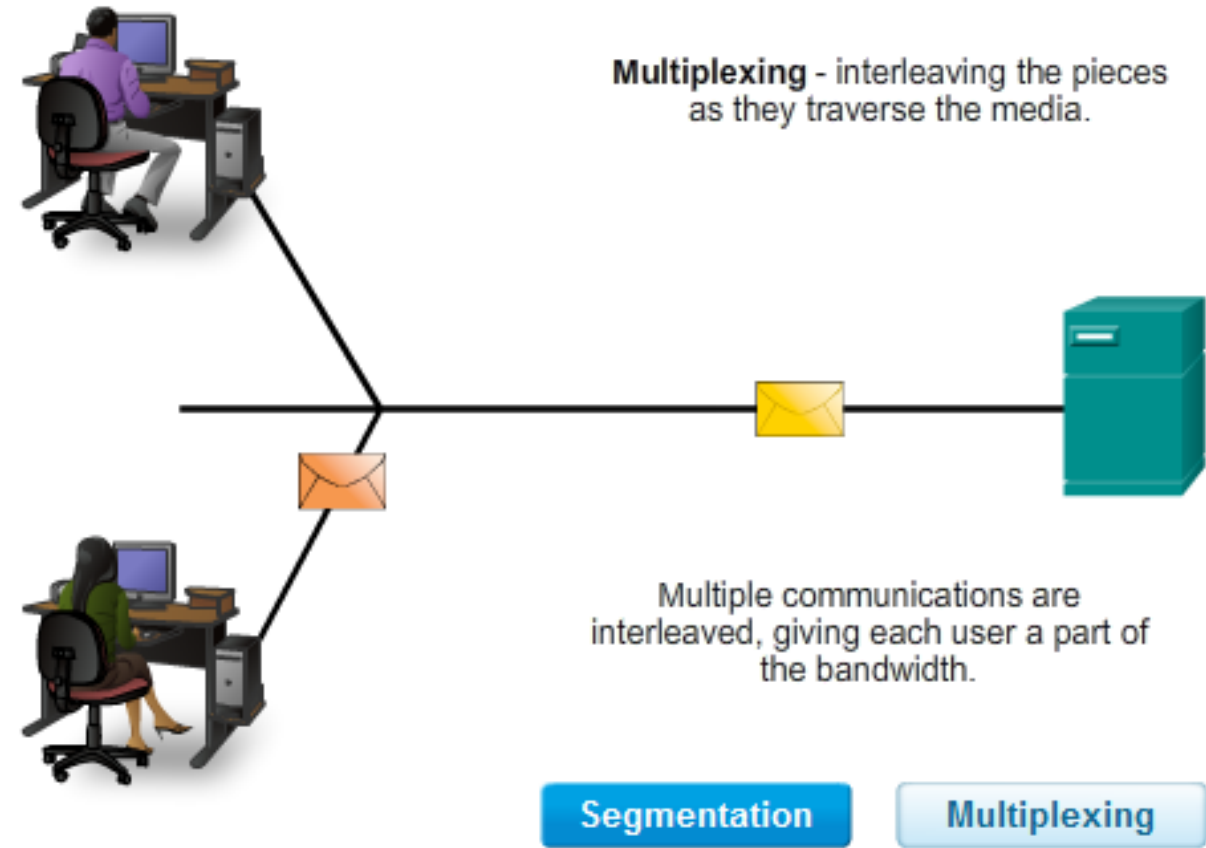 Multiplexing - interleaving the pieces
as they traverse the media.
Multiple communications are
interleaved, giving each user a part of
the bandwidth.
Segmentation
Multiplexing